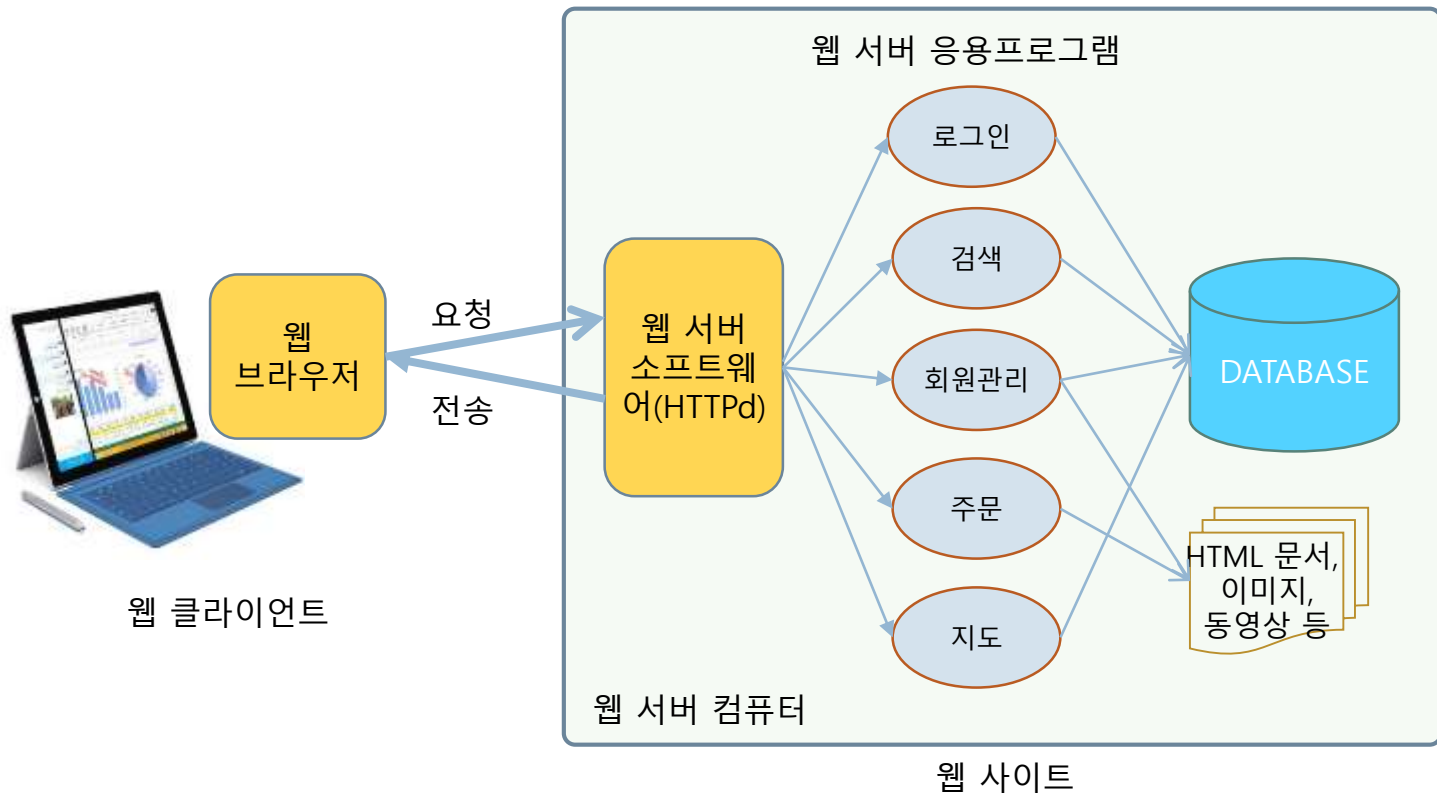 웹 서버 응용프로그램
로그인
검색
회원관리
주문
지도
웹
브라우저
요청
전송
웹 서버
소프트웨
어(HTTPd)
DATABASE
HTML 문서,
이미지,
동영상 등
웹 클라이언트
웹 서버 컴퓨터
웹 사이트